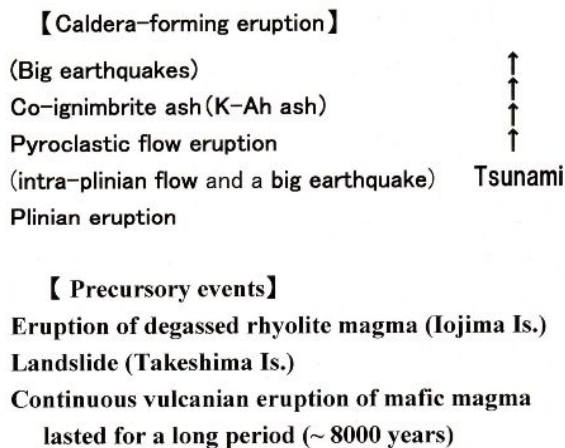 【Caldera-forming eruption】
(Big earthquakes) ↑
↑
Co-ignimbrite ash(K-Ah ash) ↑
Pyroclastic flow eruption ↑
(intra-plinian flow and a big earthquake) Tsunami
Plinian eruption
【 Precursory events】
Eruption of degassed rhyolite magma (Iojima Is.)
Landslide (Takeshima Is.)
Continuous vulcanian eruption of mafic magma
lasted for a long period (~ 8000 years)